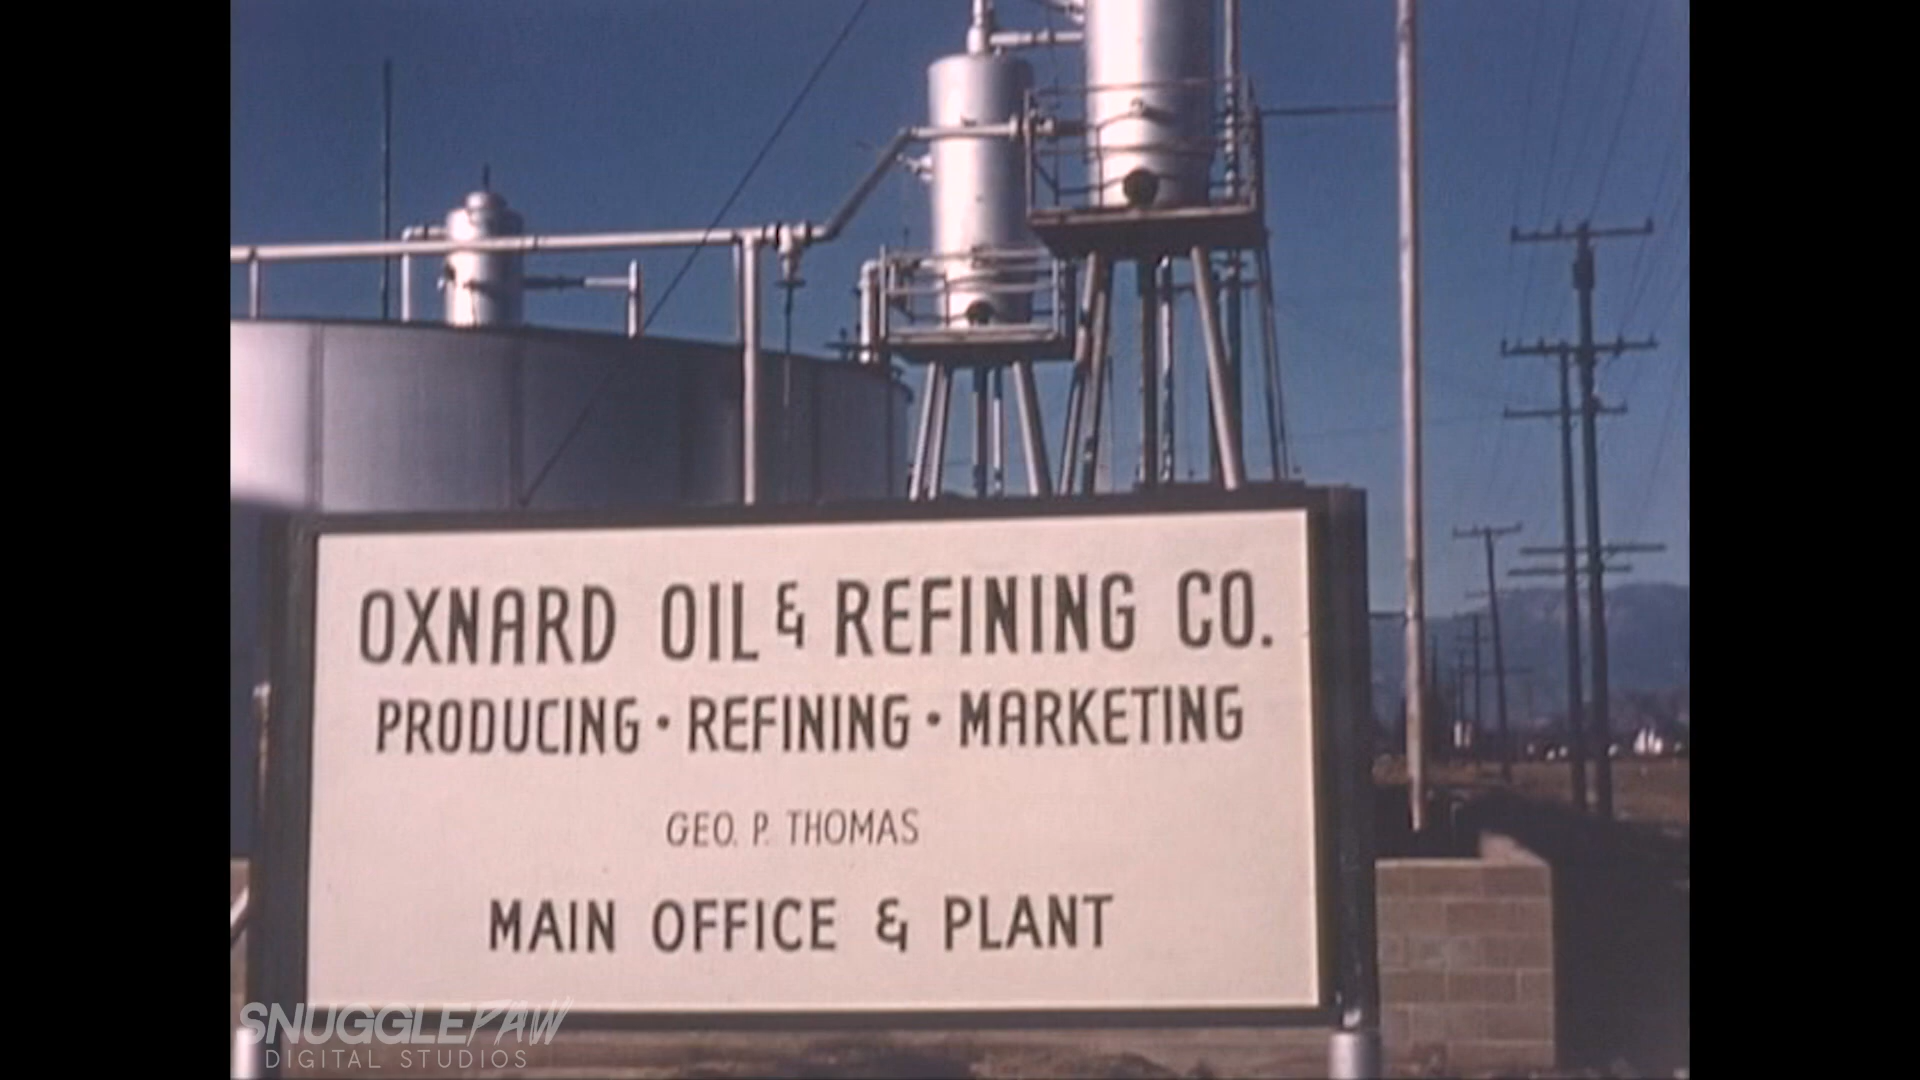 OXNARD OIL & REFINING CO.
PRODUCING • REFINING • MARKETING
GEO. P. THOMAS
MAIN OFFICE & PLANT
SNUGGLEPAW
DIGITAL STUDIOS